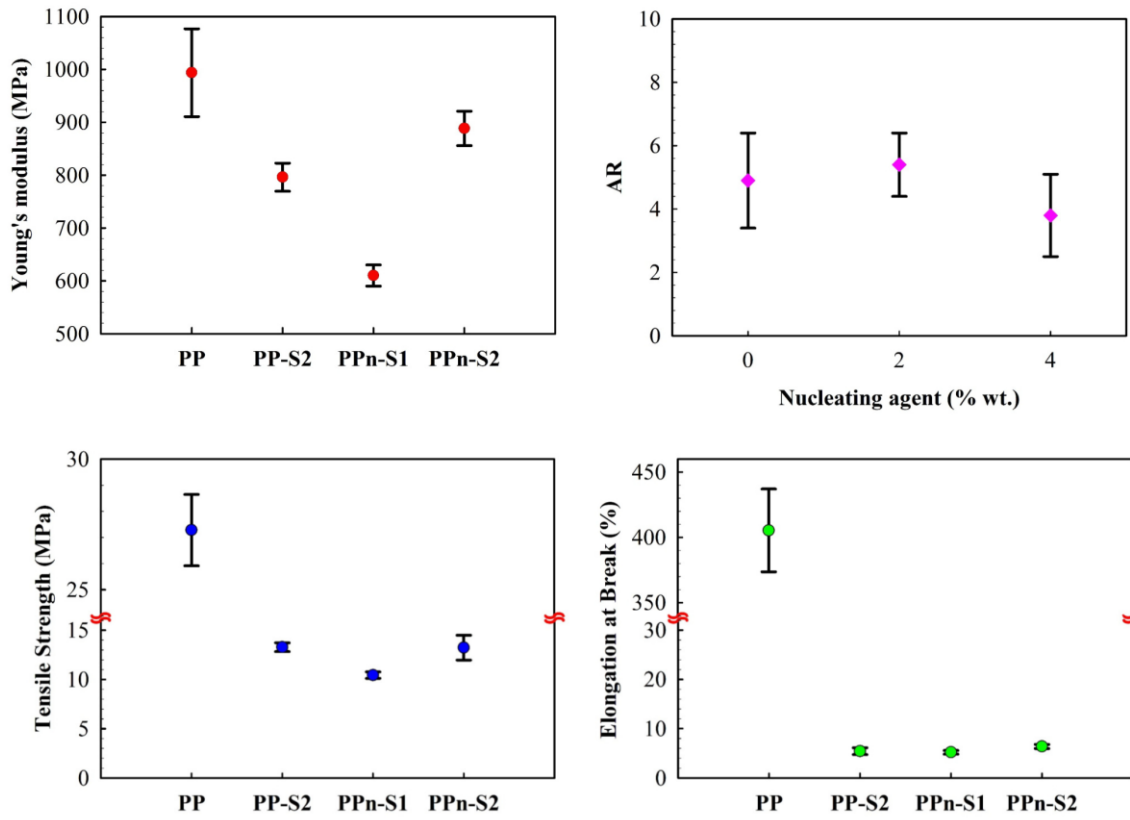 Young's modulus (MPa)
1100
1000
900
800
700
600
500
PP PP-S2 PPn-S1 PPn-S2
AR
10
8
6
4
2
0
0 2 4
Nucleating agent (% wt.)
Tensile Strength (MPa)
30
25
15
10
5
0
PP PP-S2 PPn-S1 PPn-S2
Elongation at Break (%)
450
400
350
30
20
10
0
PP PP-S2 PPn-S1 PPn-S2